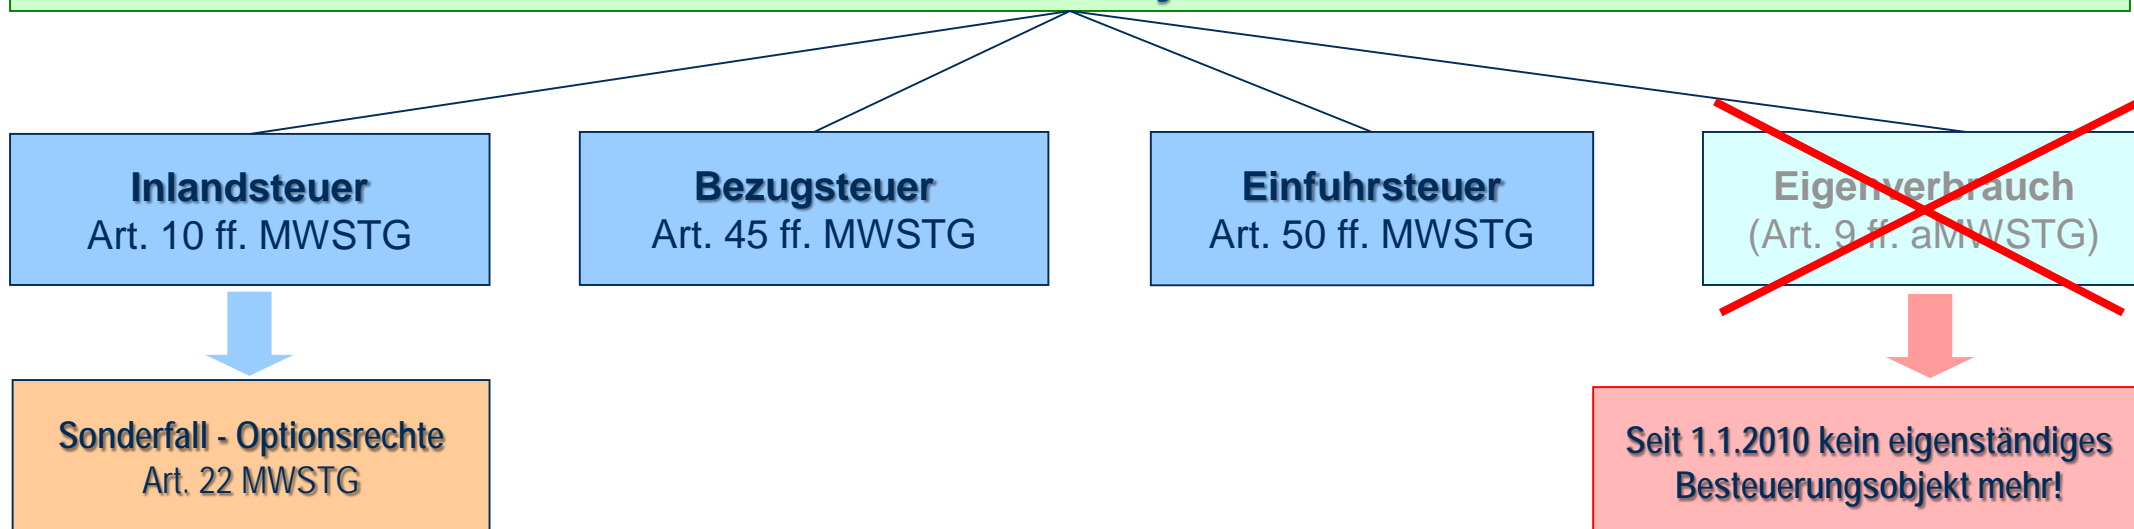 Inlandsteuer
Art. 10 ff. MWSTG
Bezugsteuer
Art. 45 ff. MWSTG
Einfuhrsteuer
Art. 50 ff. MWSTG
Eigenverbrauch
(Art. 9 ff. aMWSTG)
Sonderfall - Optionsrechte
Art. 22 MWSTG
Seit 1.1.2010 kein eigenständiges
Besteuerungsobjekt mehr!